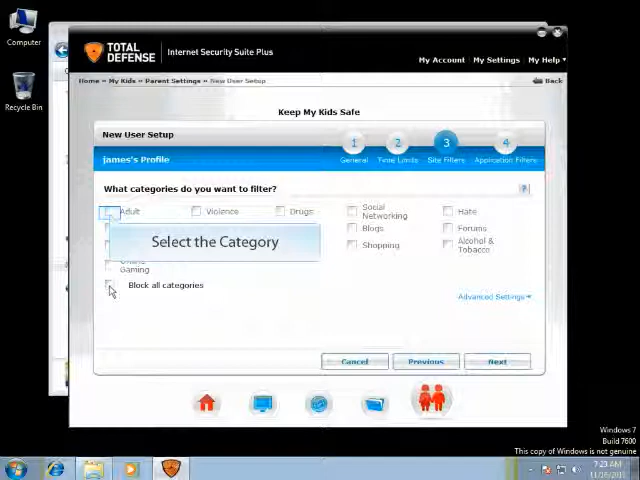 Computer
Recycle Bin
TOTAL
DEFENSE
Internet Security Suite Plus
My Account
My Settings
My Help
Home
My Kids
Parent Settings
New User Setup
Back
Keep My Kids Safe
New User Setup
james's Profile
1
2
3
4
General
Time Limits
Site Filters
Application Filters
What categories do you want to filter?
?
Adult
Violence
Drugs
Social
Networking
Hate
Blogs
Forums
Select the Category
Shopping
Alcohol &
Tobacco
Gaming
Block all categories
Advanced Settings
Cancel
Previous
Next
Windows 7
Build 7600
This copy of Windows is not genuine